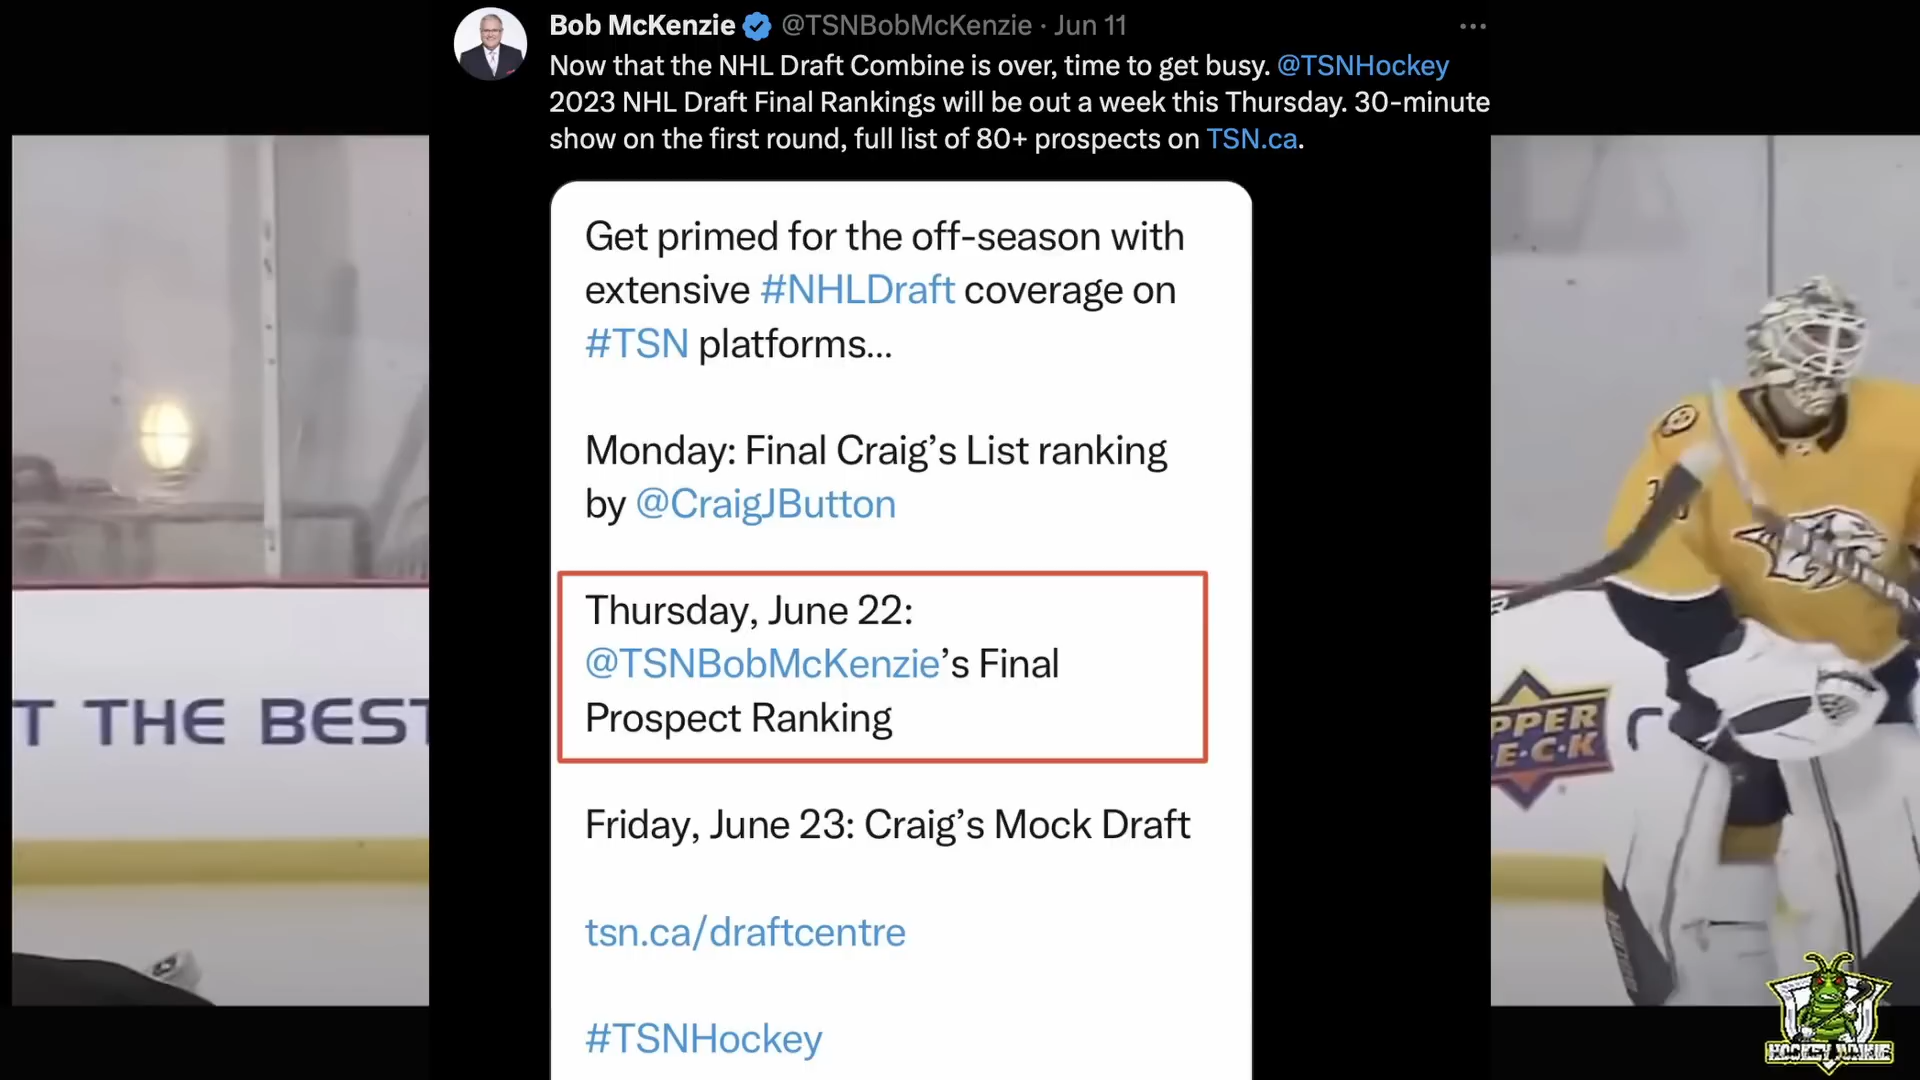 Bob McKenzie @TSNBobMcKenzie · Jun 11
Now that the NHL Draft Combine is over, time to get busy. @TSNHockey
2023 NHL Draft Final Rankings will be out a week this Thursday. 30-minute
show on the first round, full list of 80+ prospects on TSN.ca.
Get primed for the off-season with
extensive #NHLDraft coverage on
#TSN platforms...
Monday: Final Craig's List ranking
by @CraigJButton
Thursday, June 22:
@TSNBobMcKenzie's Final
Prospect Ranking
Friday, June 23: Craig's Mock Draft
tsn.ca/draftcentre
#TSNHockey
T THE BEST
PPER
E·C·K
HOCKEY JUNKIE